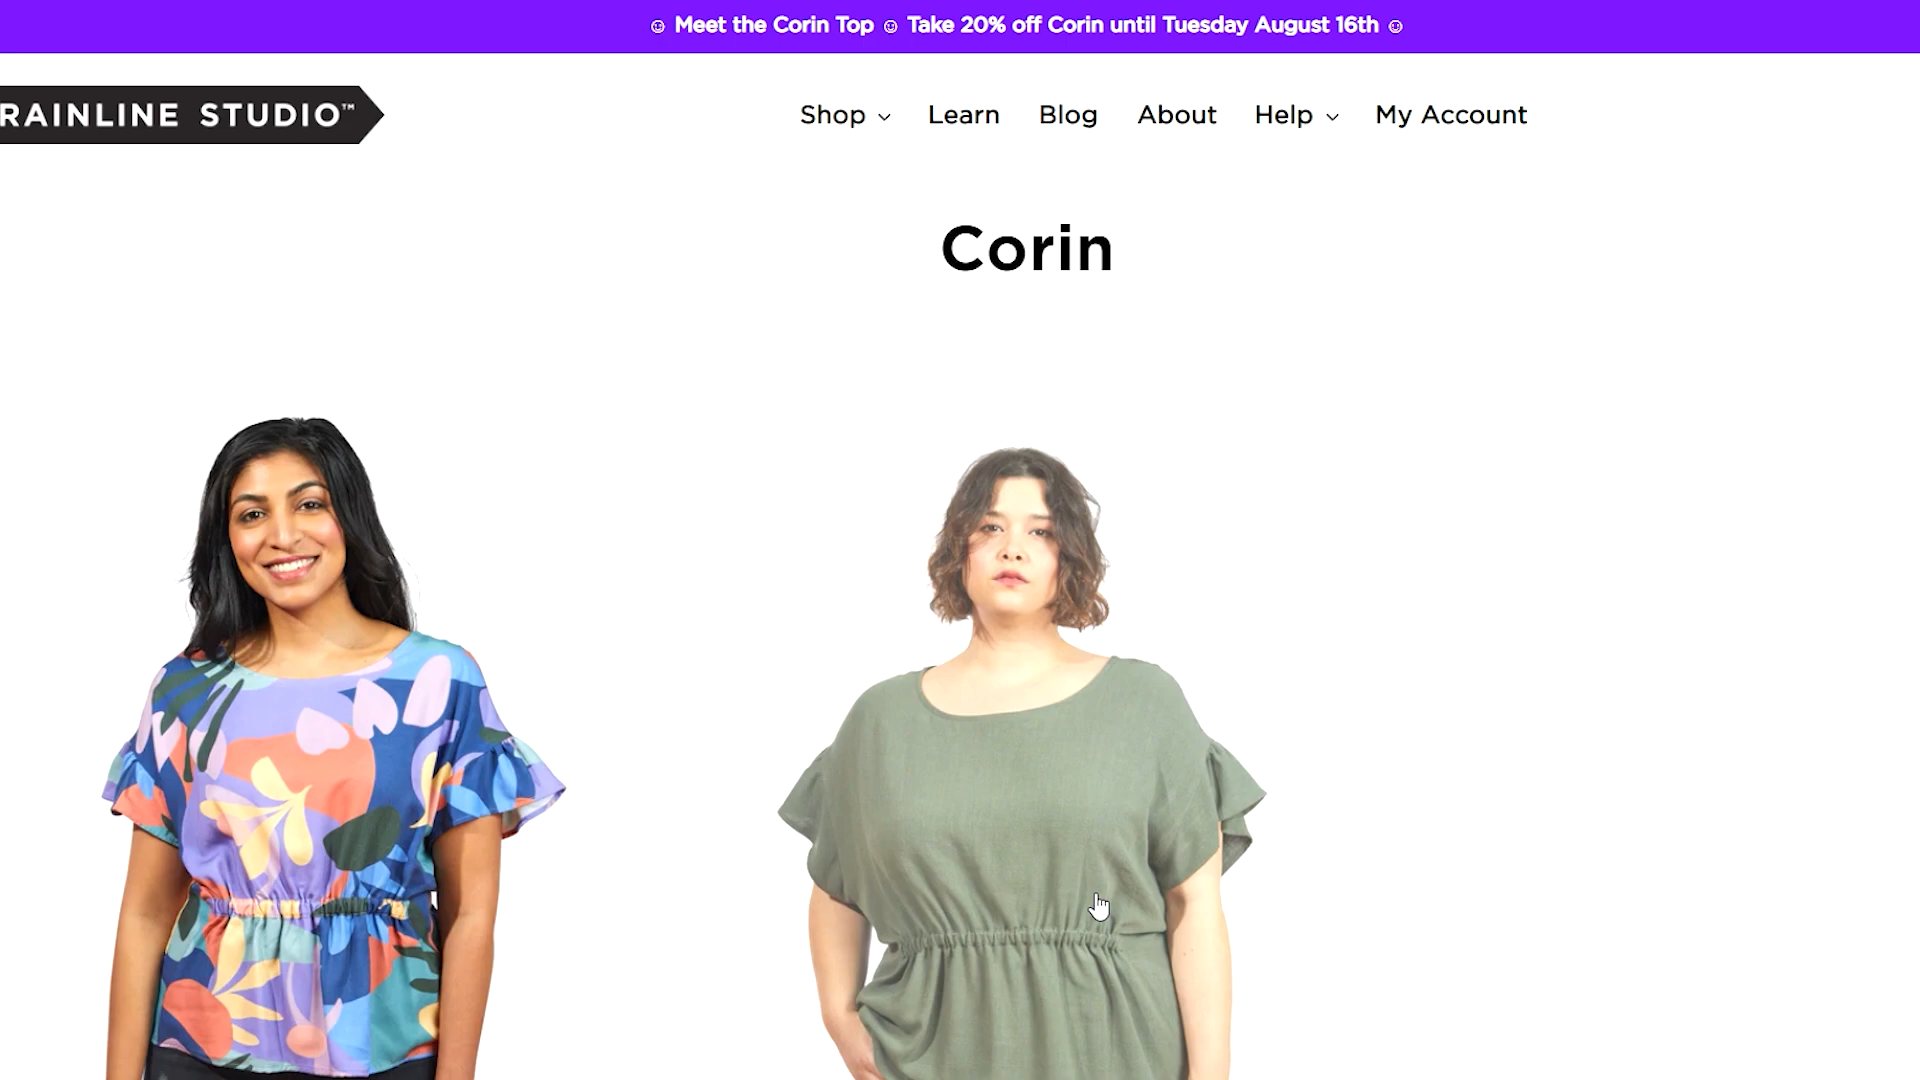 ☺ Meet the Corin Top ☺ Take 20% off Corin until Tuesday August 16th ☺
RAINLINE STUDIO™
Shop Learn Blog About Help My Account
Corin